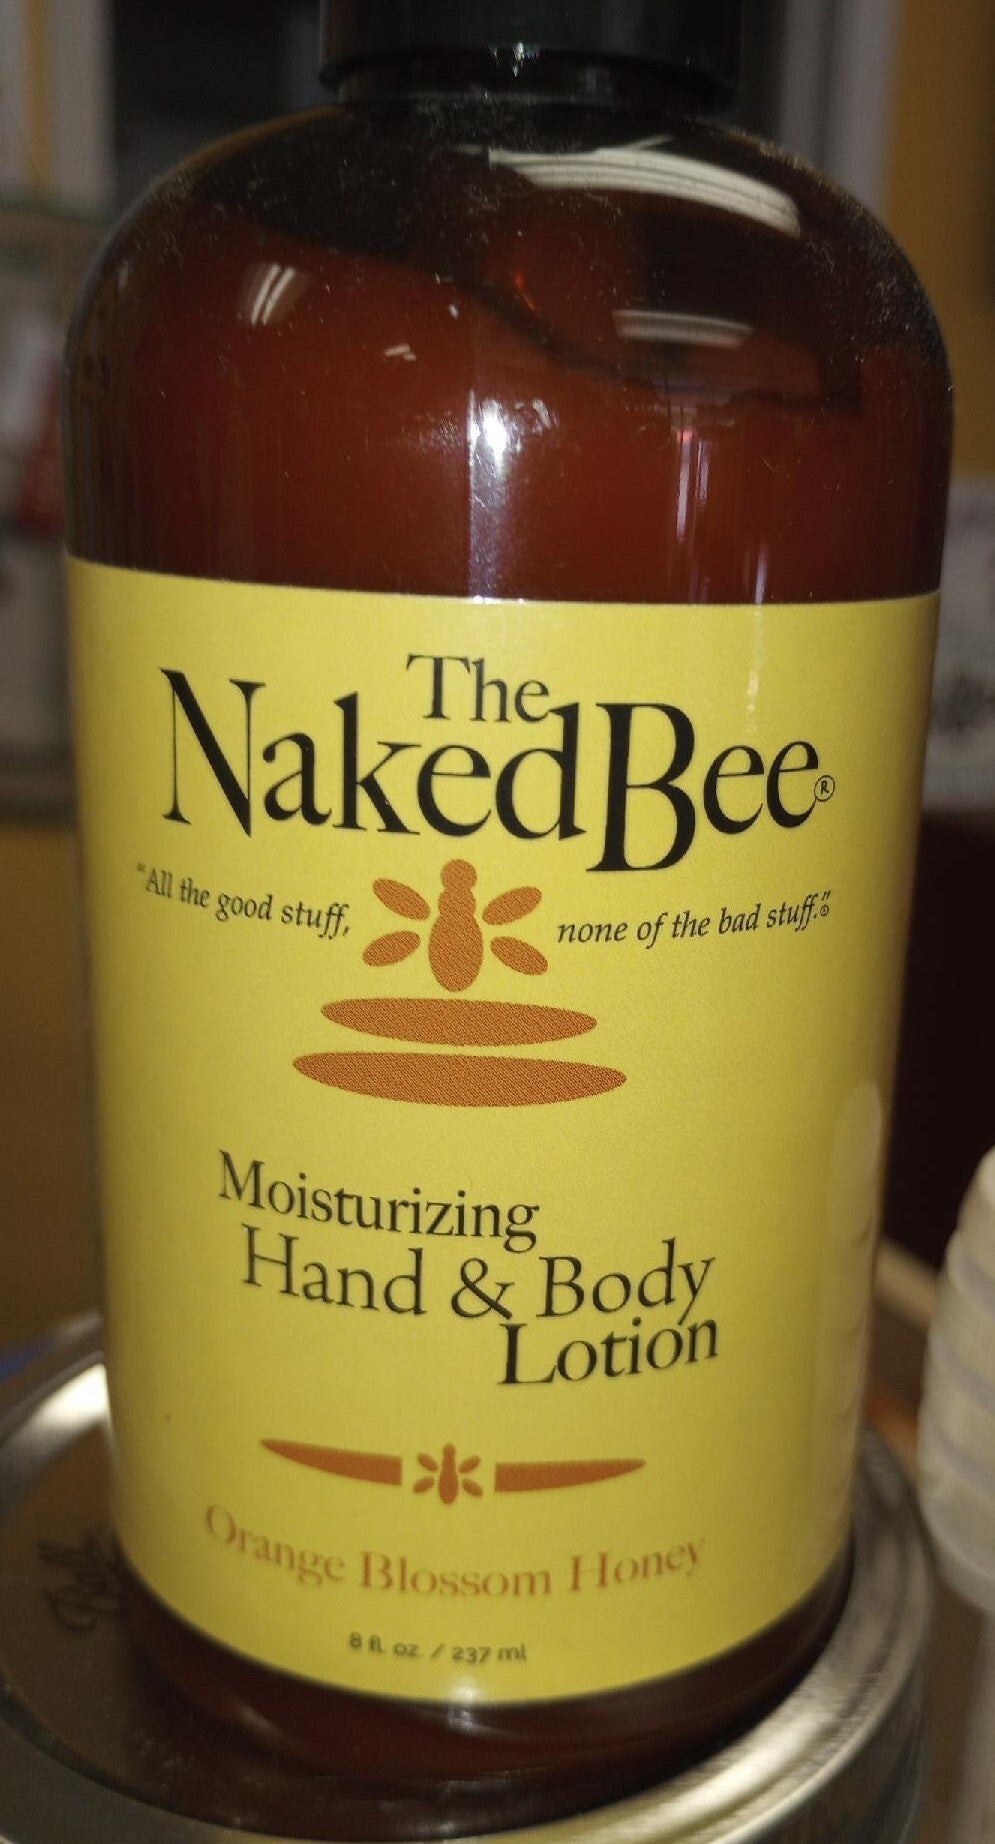 The
NakedBee®
"All the good stuff, none of the bad stuff."®
Moisturizing
Hand & Body
Lotion
Orange Blossom Honey
8 fl. oz. / 237 ml